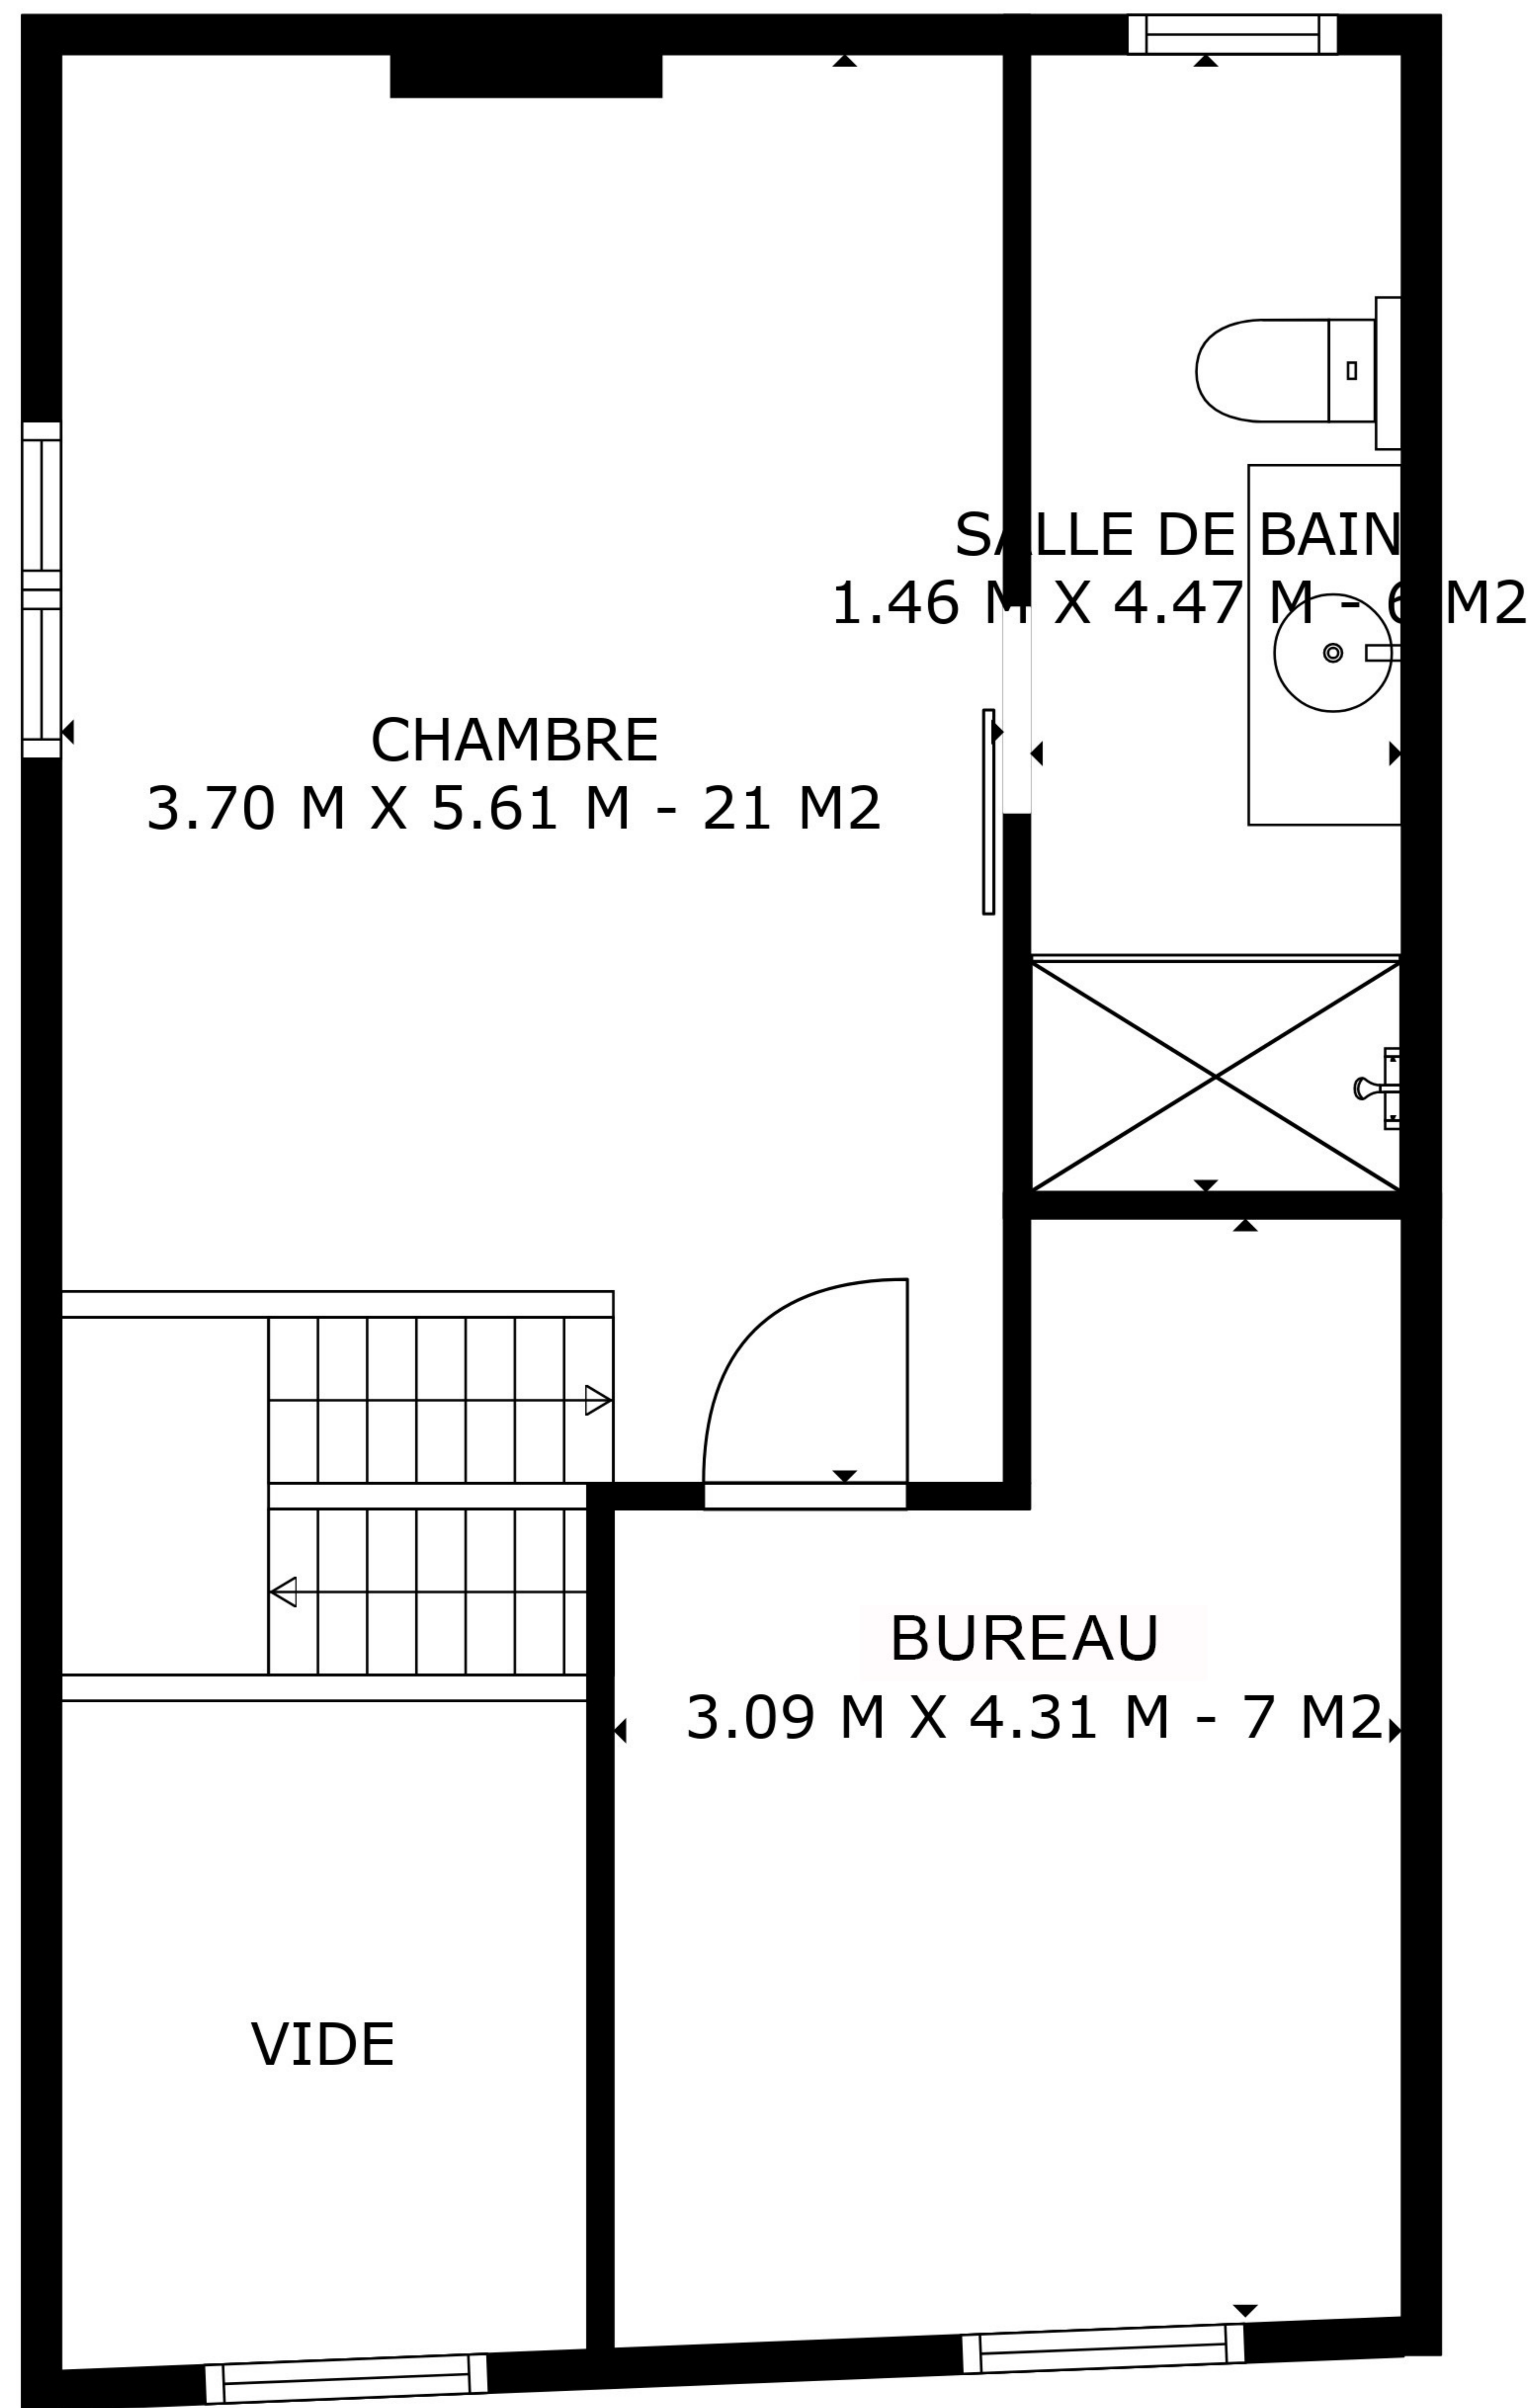 SALLE DE BAIN
1.46 M X 4.47 M - 6 M2
CHAMBRE
3.70 M X 5.61 M - 21 M2
BUREAU
3.09 M X 4.31 M - 7 M2
VIDE